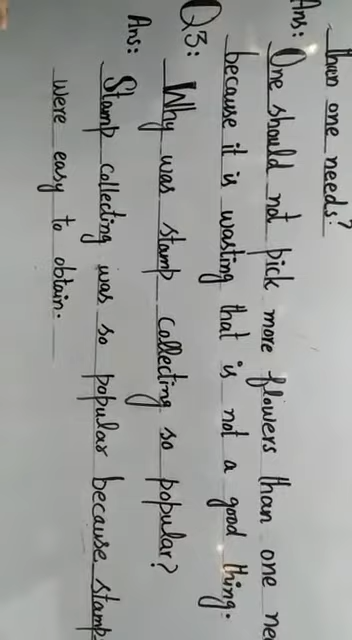 than one needs?
Ans: One should not pick more flowers than one
because it is wasting that is not a good thing.
Q3: Why was stamp collecting so popular?
Ans: Stamp collecting was so popular because stamp
were easy to obtain.